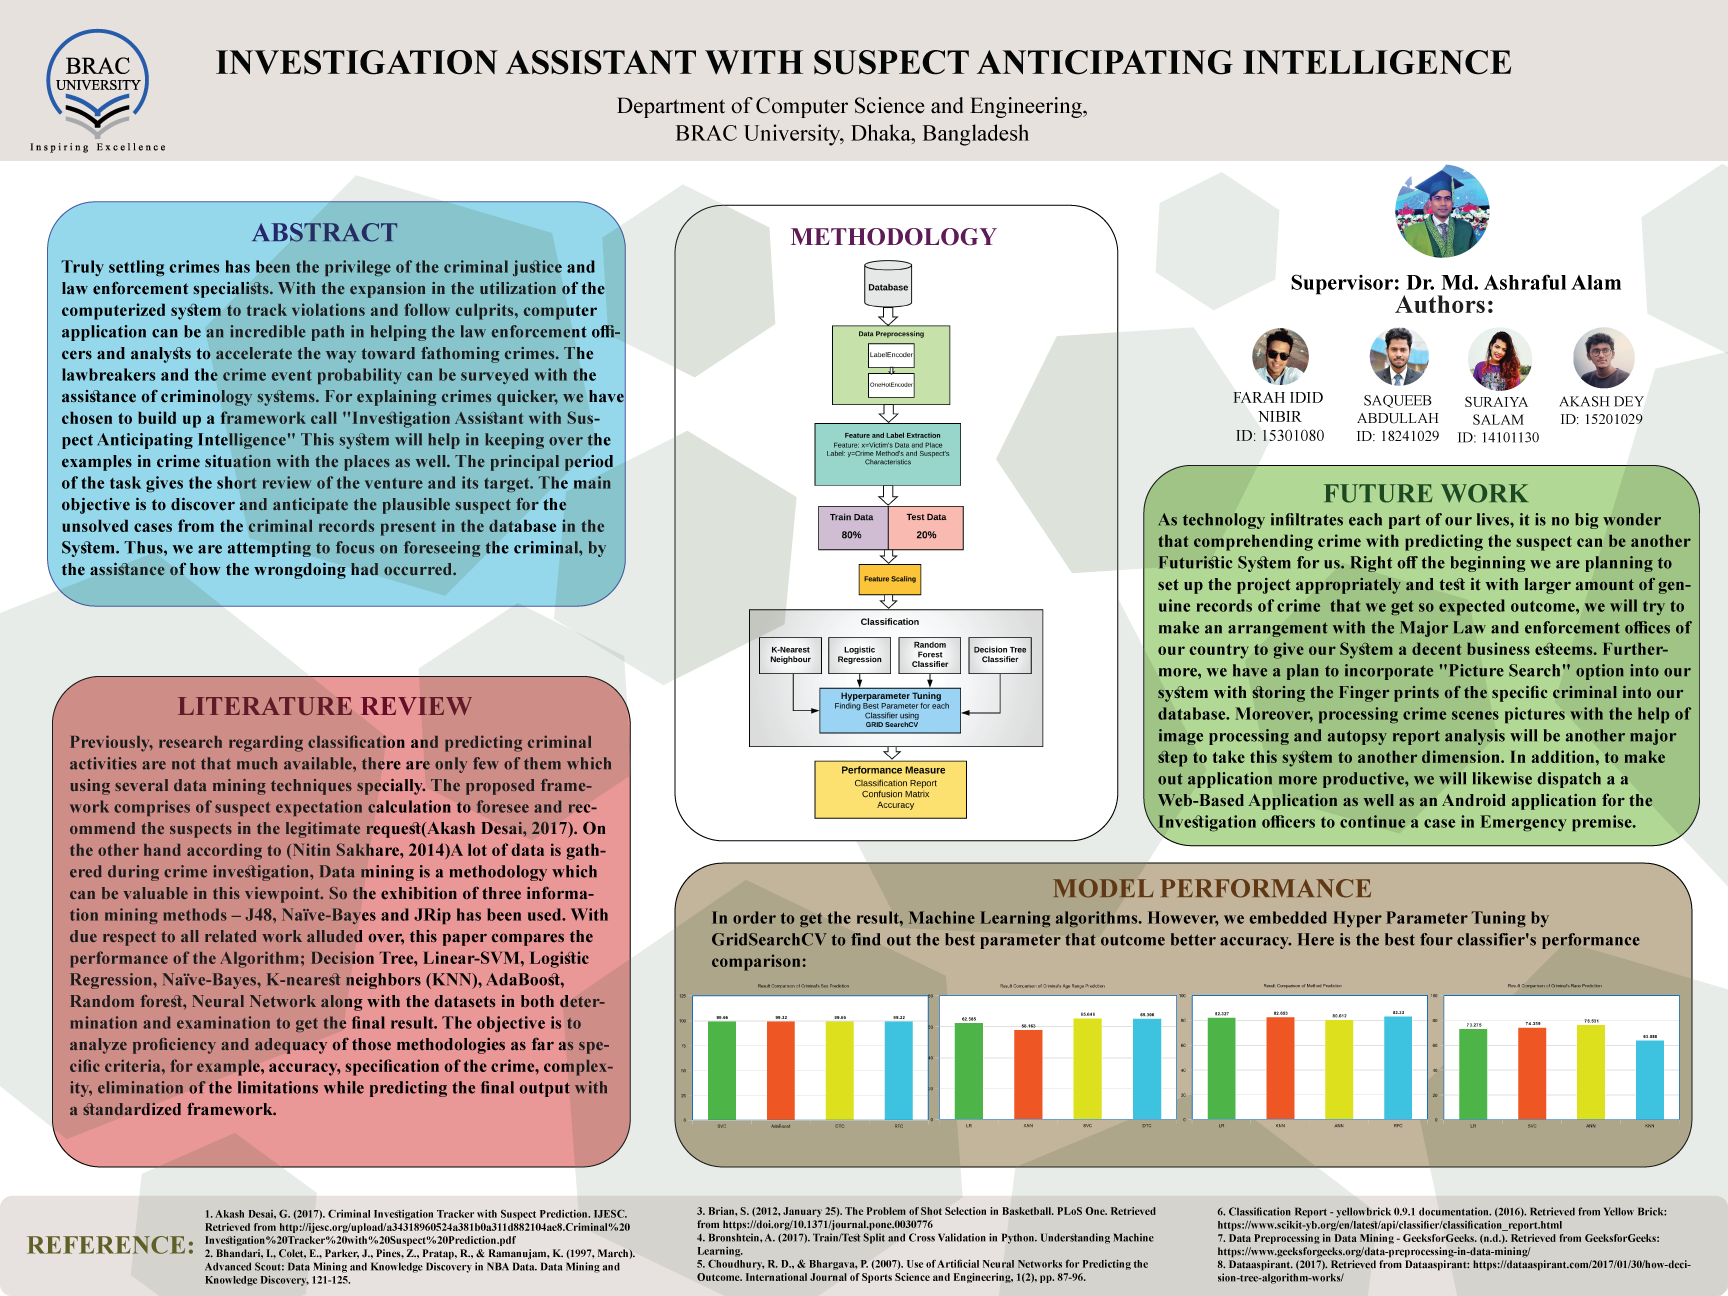 BRAC
UNIVERSITY
Inspiring Excellence
INVESTIGATION ASSISTANT WITH SUSPECT ANTICIPATING INTELLIGENCE
Department of Computer Science and Engineering,
BRAC University, Dhaka, Bangladesh
ABSTRACT
Truly settling crimes has been the privilege of the criminal justice and
law enforcement specialists. With the expansion in the utilization of the
computerized system to track violations and follow culprits, computer
application can be an incredible path in helping the law enforcement offi-
cers and analysts to accelerate the way toward fathoming crimes. The
lawbreakers and the crime event probability can be surveyed with the
assistance of criminology systems. For explaining crimes quicker, we have
chosen to build up a framework call "Investigation Assistant with Sus-
pect Anticipating Intelligence" This system will help in keeping over the
examples in crime situation with the places as well. The principal period
of the task gives the short review of the venture and its target. The main
objective is to discover and anticipate the plausible suspect for the
unsolved cases from the criminal records present in the database in the
System. Thus, we are attempting to focus on foreseeing the criminal, by
the assistance of how the wrongdoing had occurred.
LITERATURE REVIEW
Previously, research regarding classification and predicting criminal
activities are not that much available, there are only few of them which
using several data mining techniques specially. The proposed frame-
work comprises of suspect expectation calculation to foresee and rec-
ommend the suspects in the legitimate request(Akash Desai, 2017). On
the other hand according to (Nitin Sakhare, 2014)A lot of data is gath-
ered during crime investigation, Data mining is a methodology which
can be valuable in this viewpoint. So the exhibition of three informa-
tion mining methods – J48, Naïve-Bayes and JRip has been used. With
due respect to all related work alluded over, this paper compares the
performance of the Algorithm; Decision Tree, Linear-SVM, Logistic
Regression, Naïve-Bayes, K-nearest neighbors (KNN), AdaBoost,
Random forest, Neural Network along with the datasets in both deter-
mination and examination to get the final result. The objective is to
analyze proficiency and adequacy of those methodologies as far as spe-
cific criteria, for example, accuracy, specification of the crime, complex-
ity, elimination of the limitations while predicting the final output with
a standardized framework.
METHODOLOGY
Database
Data Preprocessing
LabelEncoder
OneHotEncoder
Feature and Label Extraction
Feature: x=Victim's Data and Place
Label: y=Crime Method's and Suspect's
Characteristics
Train Data
80%
Test Data
20%
Feature Scaling
Classification
K-Nearest
Neighbour
Logistic
Regression
Random
Forest
Classifier
Decision Tree
Classifier
Hyperparameter Tuning
Finding Best Parameter for each
Classifier using
GRID SearchCV
Performance Measure
Classification Report
Confusion Matrix
Accuracy
Supervisor: Dr. Md. Ashraful Alam
Authors:
FARAH IDID
NIBIR
ID: 15301080
SAQUEEB
ABDULLAH
ID: 18241029
SURAIYA
SALAM
ID: 14101130
AKASH DEY
ID: 15201029
FUTURE WORK
As technology infiltrates each part of our lives, it is no big wonder
that comprehending crime with predicting the suspect can be another
Futuristic System for us. Right off the beginning we are planning to
set up the project appropriately and test it with larger amount of gen-
uine records of crime that we get so expected outcome, we will try to
make an arrangement with the Major Law and enforcement offices of
our country to give our System a decent business esteems. Further-
more, we have a plan to incorporate "Picture Search" option into our
system with storing the Finger prints of the specific criminal into our
database. Moreover, processing crime scenes pictures with the help of
image processing and autopsy report analysis will be another major
step to take this system to another dimension. In addition, to make
out application more productive, we will likewise dispatch a a
Web-Based Application as well as an Android application for the
Investigation officers to continue a case in Emergency premise.
MODEL PERFORMANCE
In order to get the result, Machine Learning algorithms. However, we embedded Hyper Parameter Tuning by
GridSearchCV to find out the best parameter that outcome better accuracy. Here is the best four classifier's performance
comparison:
Result Comparison of Criminal's Sex Prediction
125
100
75
50
25
0
SVC
AdaBoost
DTC
RFC
Result Comparison of Criminal's Age Range Prediction
LR
KNN
SVC
DTC
Result Comparison of Method Prediction
100
80
60
40
20
0
82.327
LR
KNN
ANN
RFC
Result Comparison of Criminal's Race Prediction
100
80
60
40
20
0
LR
SVC
ANN
KNN
REFERENCE:
1. Akash Desai, G. (2017). Criminal Investigation Tracker with Suspect Prediction. IJESC.
Retrieved from http://ijesc.org/upload/a34318960524a381b0a311d882104ae8.Criminal%20
Investigation%20Tracker%20with%20Suspect%20Prediction.pdf
2. Bhandari, I., Colet, E., Parker, J., Pines, Z., Pratap, R., & Ramanujam, K. (1997, March).
Advanced Scout: Data Mining and Knowledge Discovery in NBA Data. Data Mining and
Knowledge Discovery, 121-125.
3. Brian, S. (2012, January 25). The Problem of Shot Selection in Basketball. PLoS One. Retrieved
from https://doi.org/10.1371/journal.pone.0030776
4. Bronshtein, A. (2017). Train/Test Split and Cross Validation in Python. Understanding Machine
Learning.
5. Choudhury, R. D., & Bhargava, P. (2007). Use of Artificial Neural Networks for Predicting the
Outcome. International Journal of Sports Science and Engineering, 1(2), pp. 87-96.
6. Classification Report - yellowbrick 0.9.1 documentation. (2016). Retrieved from Yellow Brick:
https://www.scikit-yb.org/en/latest/api/classifier/classification_report.html
7. Data Preprocessing in Data Mining - GeeksforGeeks. (n.d.). Retrieved from GeeksforGeeks:
https://www.geeksforgeeks.org/data-preprocessing-in-data-mining/
8. Dataaspirant. (2017). Retrieved from Dataaspirant: https://dataaspirant.com/2017/01/30/how-deci-
sion-tree-algorithm-works/